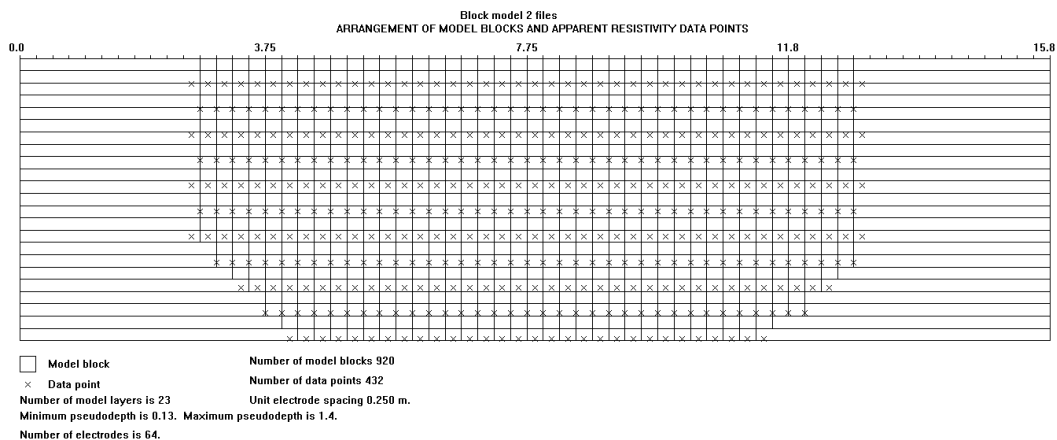 Block model 2 files
ARRANGEMENT OF MODEL BLOCKS AND APPARENT RESISTIVITY DATA POINTS
0.0 3.75 7.75 11.8 15.8
Model block
Number of model blocks 920
Data point
Number of data points 432
Number of model layers is 23
Unit electrode spacing 0.250 m.
Minimum pseudodepth is 0.13. Maximum pseudodepth is 1.4.
Number of electrodes is 64.